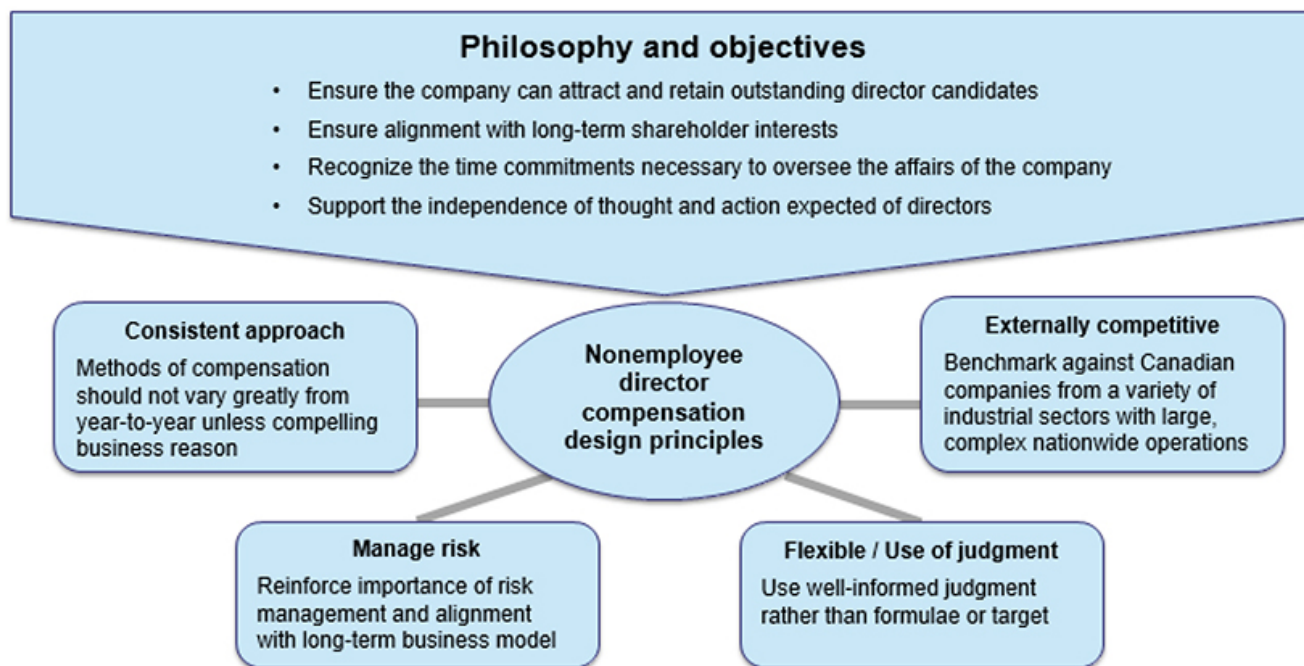 Philosophy and objectives
• Ensure the company can attract and retain outstanding director candidates
• Ensure alignment with long-term shareholder interests
• Recognize the time commitments necessary to oversee the affairs of the company
• Support the independence of thought and action expected of directors
Consistent approach
Methods of compensation
should not vary greatly from
year-to-year unless compelling
business reason
Nonemployee
director
compensation
design principles
Externally competitive
Benchmark against Canadian
companies from a variety of
industrial sectors with large,
complex nationwide operations
Manage risk
Reinforce importance of risk
management and alignment
with long-term business model
Flexible / Use of judgment
Use well-informed judgment
rather than formulae or target